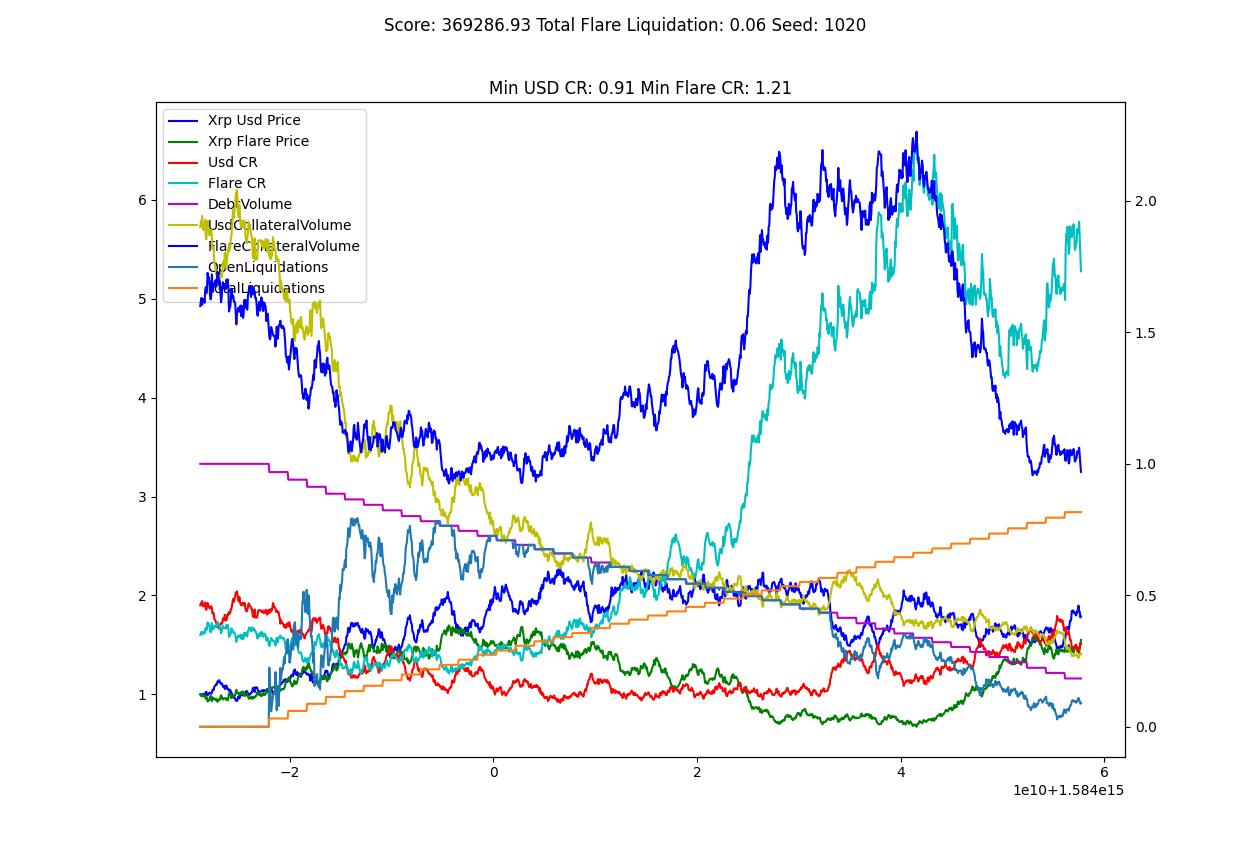 Score: 369286.93 Total Flare Liquidation: 0.06 Seed: 1020
Min USD CR: 0.91 Min Flare CR: 1.21
Xrp Usd Price
Xrp Flare Price
Usd CR
Flare CR
Debt Volume
UsdCollateralVolume
FlareCollateralVolume
OpenLiquidations
TotalLiquidations
6
5
4
3
2
1
2.0
1.5
1.0
0.5
0.0
−2
0
2
4
6
1e10+1.584e15